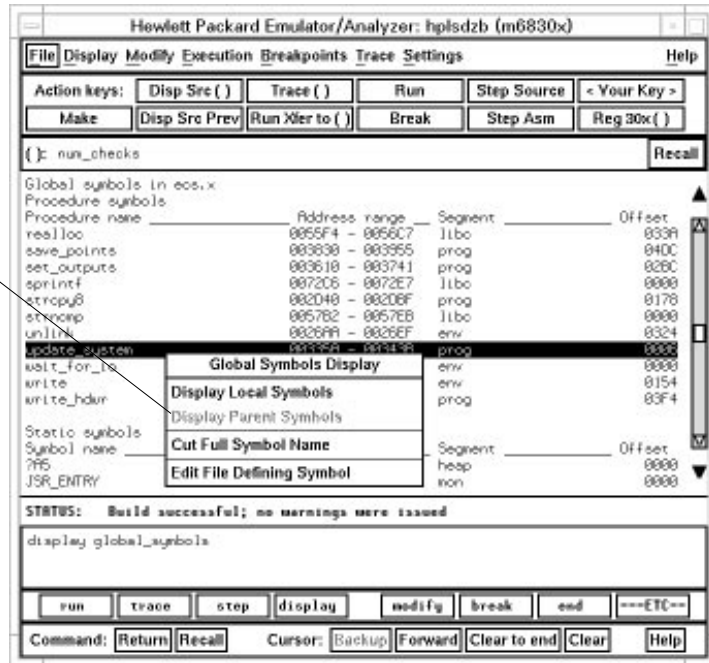 Hewlett Packard Emulator/Analyzer: hplsdzb (m6830x)
File Display Modify Execution Breakpoints Trace Settings Help
Action keys: Disp Src ( ) Trace ( ) Run Step Source < Your Key >
Make Disp Src Prev Run Xfer to ( ) Break Step Asm Reg 30x ( )
( ): num_checks Recall
Global symbols in ecs.x
Procedure symbols
Procedure name Address range Segment Offset
realloc 0055F4 - 0056C7 libc 033A
save_points 003830 - 003955 prog 04DC
set_outputs 003610 - 003741 prog 02BC
sprintf 0072C6 - 0072E7 libc 0000
strcpy8 002D40 - 002DBF prog 0178
strncmp 0057B2 - 0057EB libc 0000
unlink 0026AA - 0026EF env 0324
update_system prog 0006
wait_for_io env 0000
write env 0154
write_hdwr prog 03F4
Global Symbols Display
Display Local Symbols
Display Parent Symbols
Cut Full Symbol Name
Edit File Defining Symbol
Static symbols
Symbol name Segment Offset
?A5 heap 0000
JSR_ENTRY mon 0000
STATUS: Build successful; no warnings were issued
display global_symbols
run trace step display modify break end ---ETC--
Command: Return Recall Cursor: Backup Forward Clear to end Clear Help